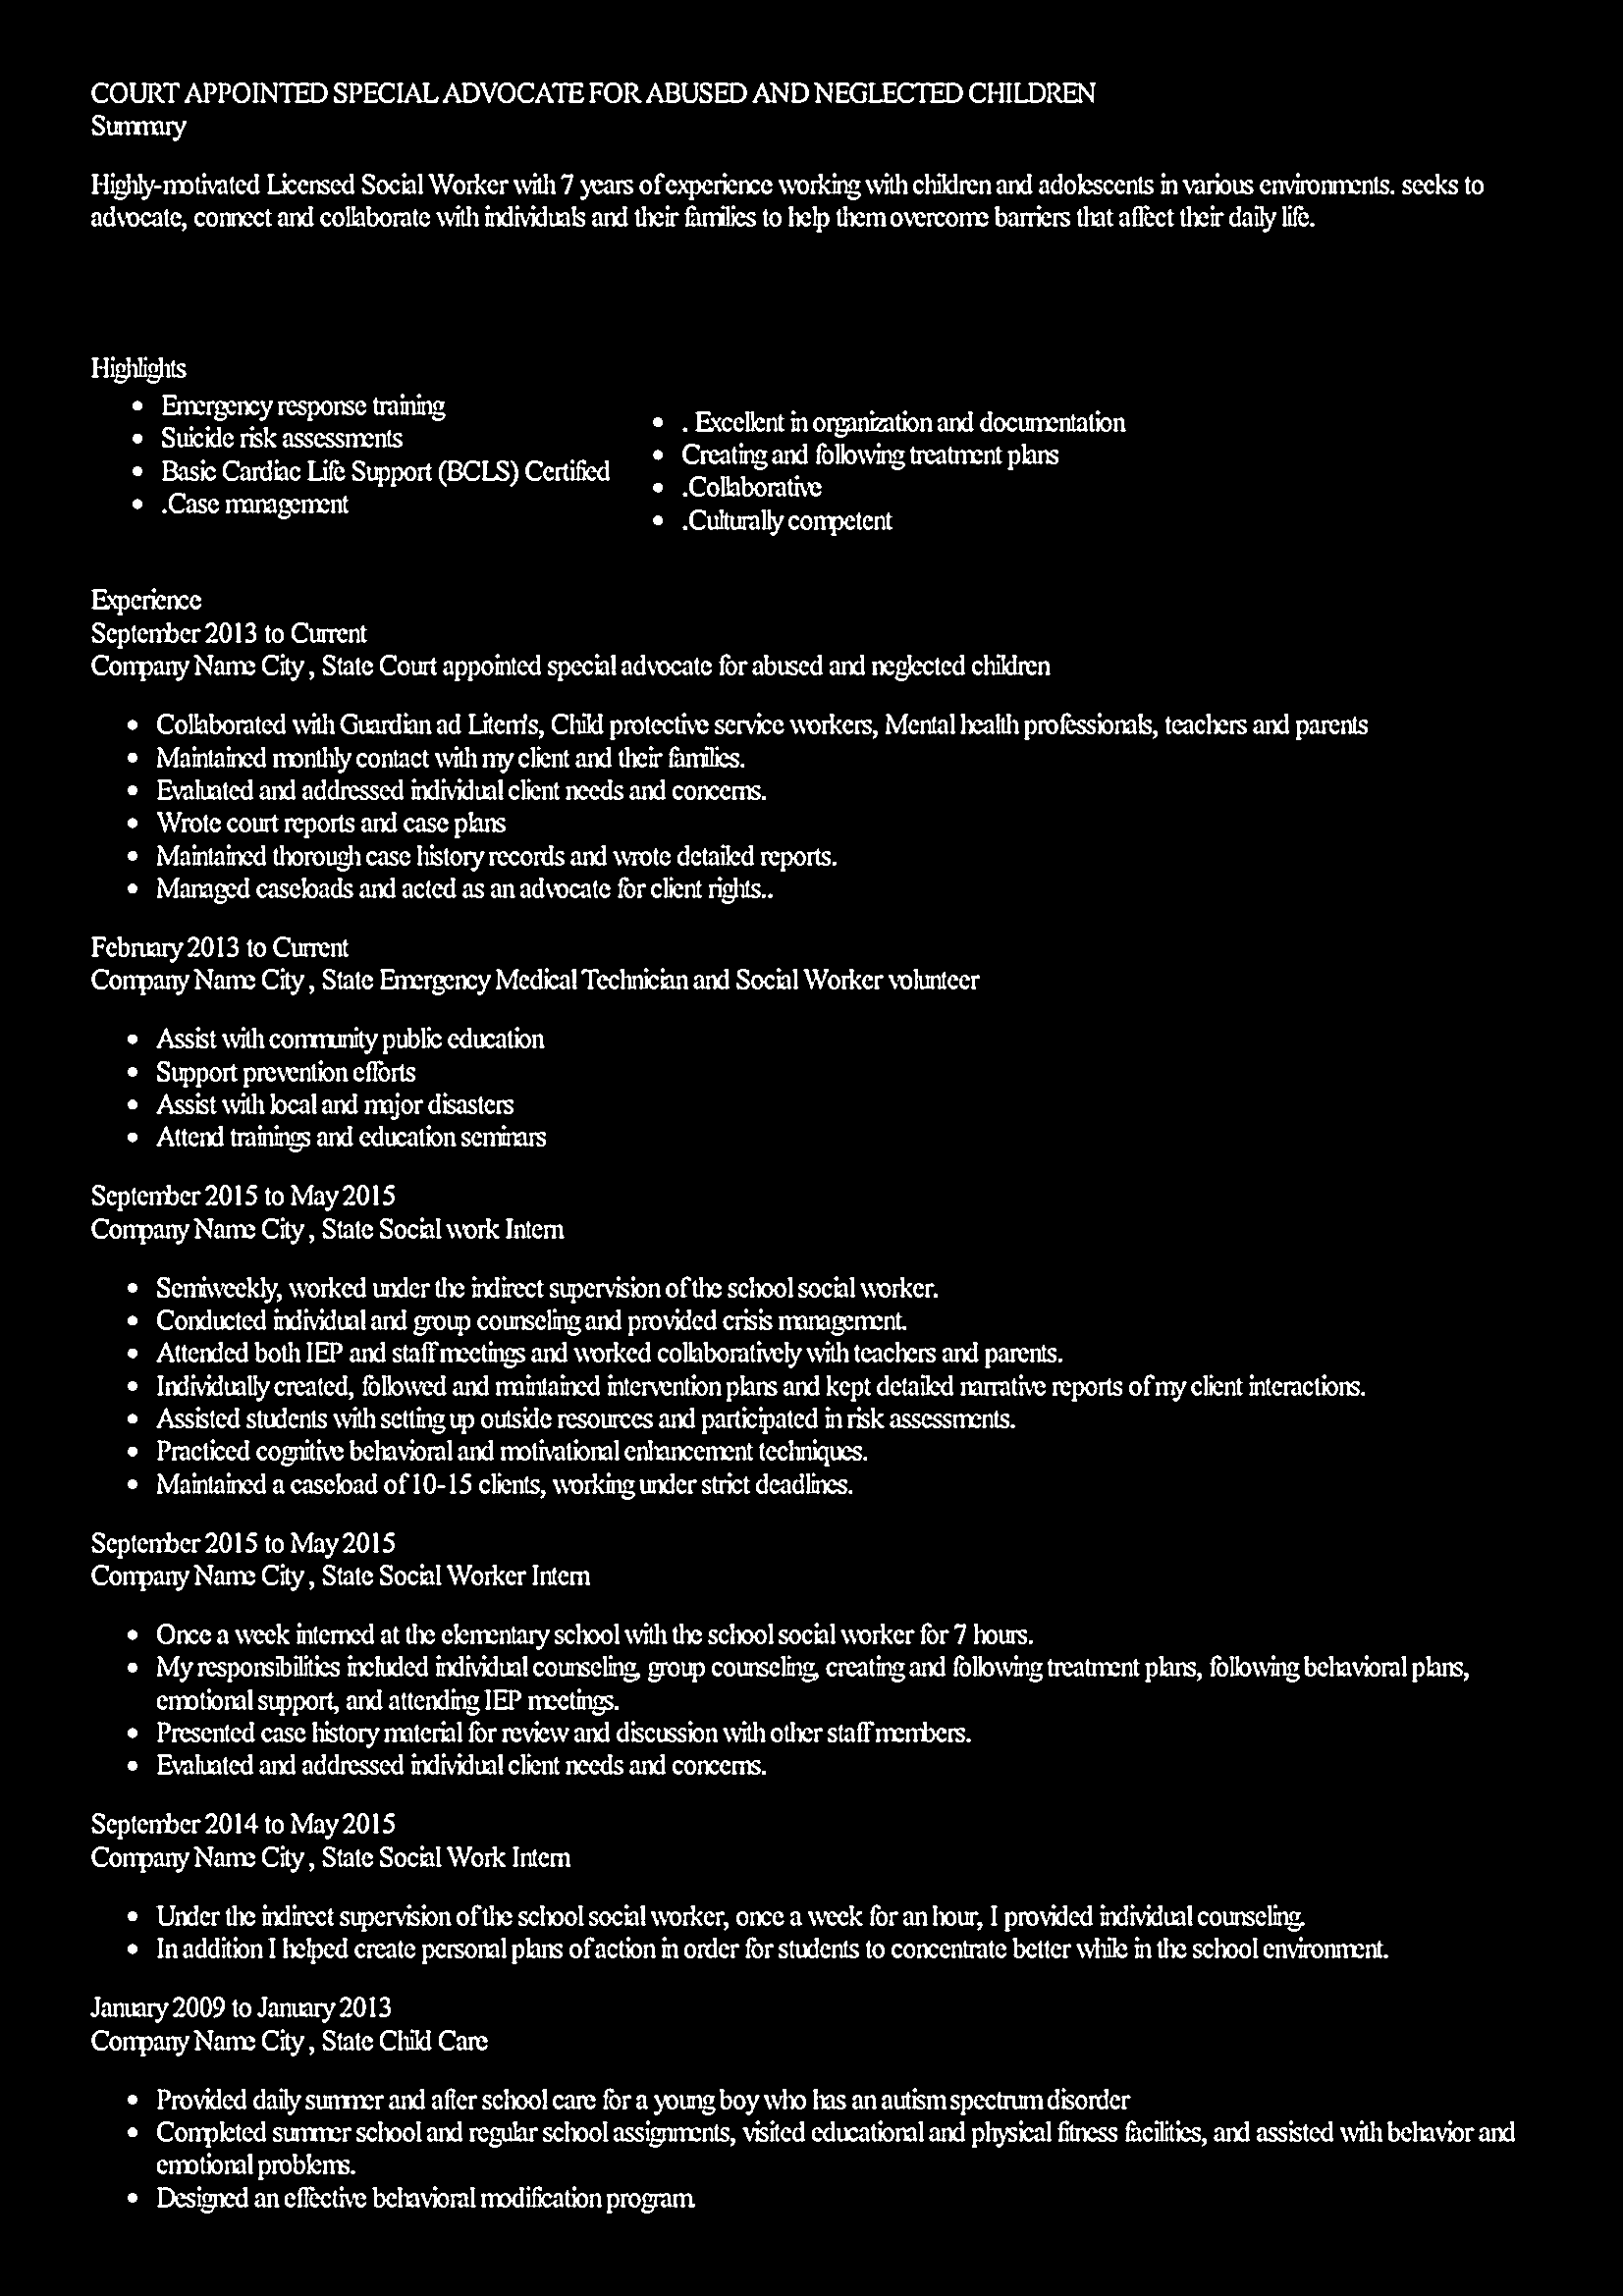 COURT APPOINTED SPECIAL ADVOCATE FOR ABUSED AND NEGLECTED CHILDREN
Summary
Highly-motivated Licensed Social Worker with 7 years of experience working with children and adolescents in various environments. seeks to
advocate, connect and collaborate with individuals and their families to help them overcome barriers that affect their daily life.
Highlights
• Emergency response training
• Suicide risk assessments
• Basic Cardiac Life Support (BCLS) Certified
• .Case management
• . Excellent in organization and documentation
• Creating and following treatment plans
• .Collaborative
• .Culturally competent
Experience
September 2013 to Current
Company Name City , State Court appointed special advocate for abused and neglected children
• Collaborated with Guardian ad Litem's, Child protective service workers, Mental health professionals, teachers and parents
• Maintained monthly contact with my client and their families.
• Evaluated and addressed individual client needs and concerns.
• Wrote court reports and case plans
• Maintained thorough case history records and wrote detailed reports.
• Managed caseloads and acted as an advocate for client rights..
February 2013 to Current
Company Name City , State Emergency Medical Technician and Social Worker volunteer
• Assist with community public education
• Support prevention efforts
• Assist with local and major disasters
• Attend trainings and education seminars
September 2015 to May 2015
Company Name City , State Social work Intern
• Semiweekly, worked under the indirect supervision of the school social worker.
• Conducted individual and group counseling and provided crisis management.
• Attended both IEP and staff meetings and worked collaboratively with teachers and parents.
• Individually created, followed and maintained intervention plans and kept detailed narrative reports of my client interactions.
• Assisted students with setting up outside resources and participated in risk assessments.
• Practiced cognitive behavioral and motivational enhancement techniques.
• Maintained a caseload of 10-15 clients, working under strict deadlines.
September 2015 to May 2015
Company Name City , State Social Worker Intern
• Once a week interned at the elementary school with the school social worker for 7 hours.
• My responsibilities included individual counseling, group counseling, creating and following treatment plans, following behavioral plans,
emotional support, and attending IEP meetings.
• Presented case history material for review and discussion with other staff members.
• Evaluated and addressed individual client needs and concerns.
September 2014 to May 2015
Company Name City , State Social Work Intern
• Under the indirect supervision of the school social worker, once a week for an hour, I provided individual counseling.
• In addition I helped create personal plans of action in order for students to concentrate better while in the school environment.
January 2009 to January 2013
Company Name City , State Child Care
• Provided daily summer and after school care for a young boy who has an autism spectrum disorder
• Completed summer school and regular school assignments, visited educational and physical fitness facilities, and assisted with behavior and
emotional problems.
• Designed an effective behavioral modification program.